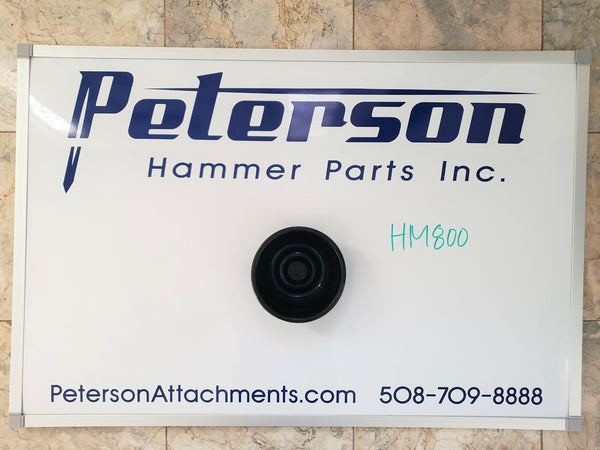 Peterson
Hammer Parts Inc.
HM800
PetersonAttachments.com 508-709-8888